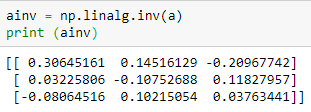 ainv = np.linalg.inv(a)
print (ainv)
[[ 0.30645161 0.14516129 -0.20967742]
[ 0.03225806 -0.10752688 0.11827957]
[-0.08064516 0.10215054 0.03763441]]